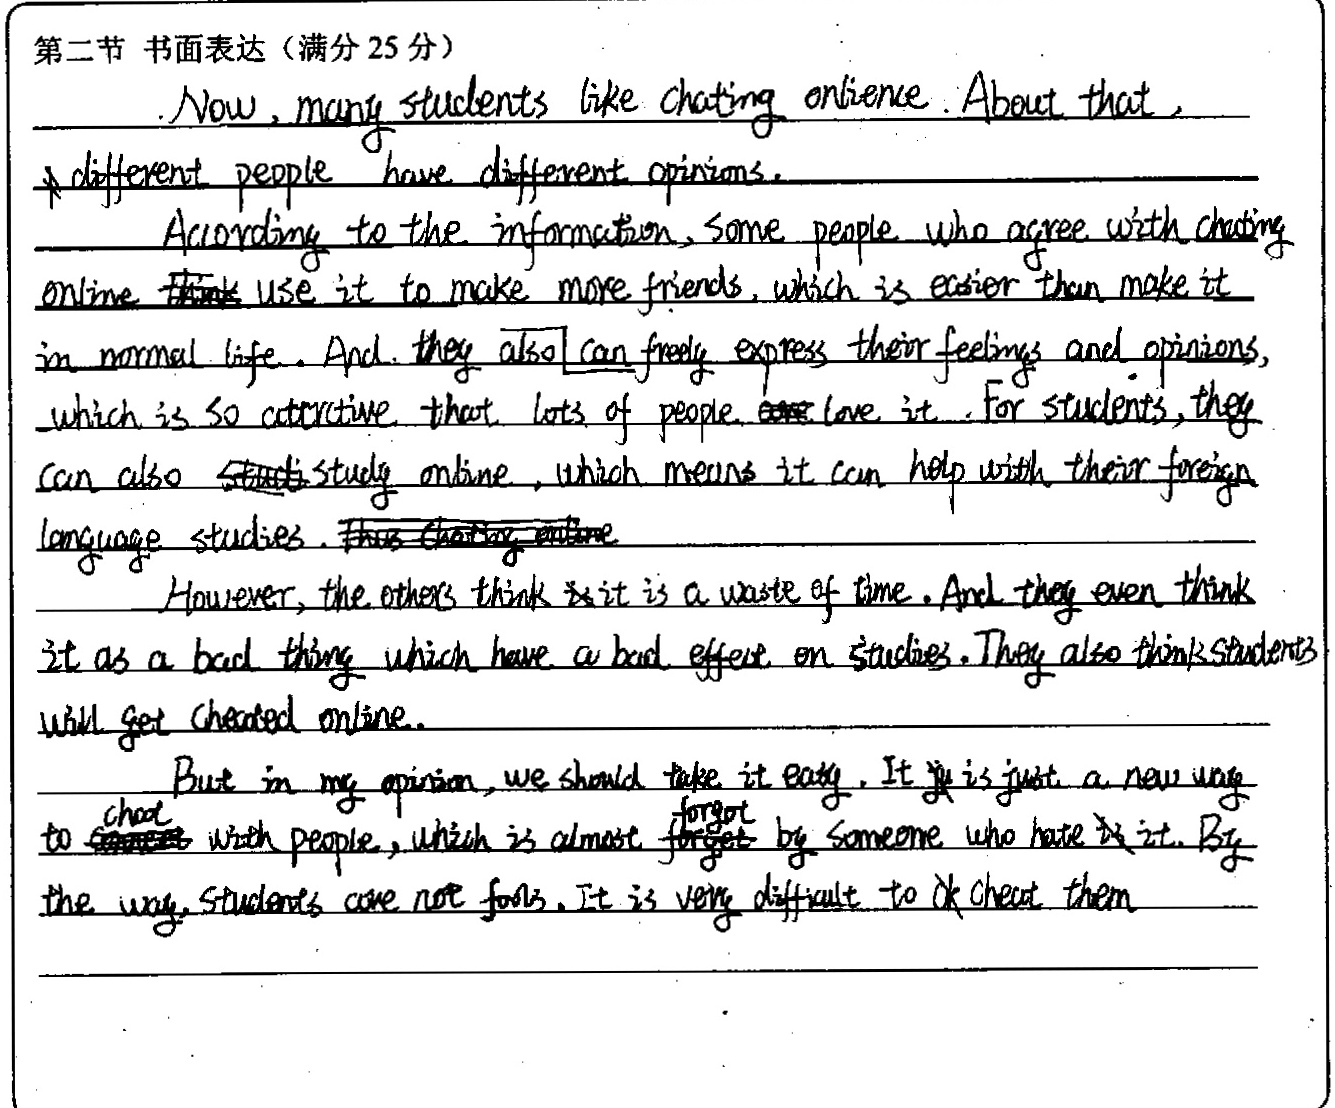 第二节 书面表达（满分 25 分）
Now, many students like chating onlience. About that,
different people have different opinions.
According to the information, some people who agree with chating
online use it to make more friends, which is easier than make it
in normal life. And they also can freely express their feelings and opinions,
which is so attractive that lots of people love it. For students, they
can also study online, which means it can help with their foreign
language studies.
However, the others think it is a waste of time. And they even think
it as a bad thing which have a bad effect on studies. They also think students
will get cheated online.
But in my opinion, we should take it easy. It is just a new way
to chat with people, which is almost forgot by someone who hate it. By
the way, students are not fools. It is very difficult to cheat them